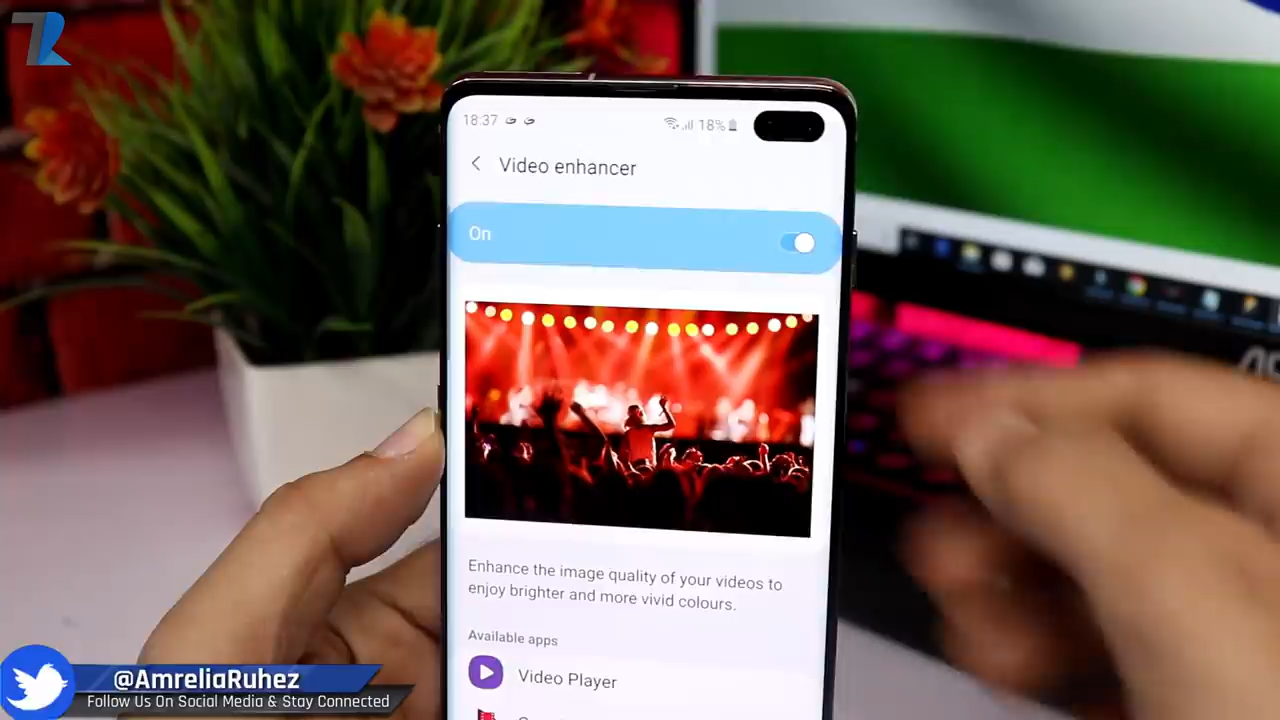 18:37
18%
Video enhancer
On
Enhance the image quality of your videos to
enjoy brighter and more vivid colours.
Available apps
Video Player
@AmreliaRuhez
Follow Us On Social Media & Stay Connected